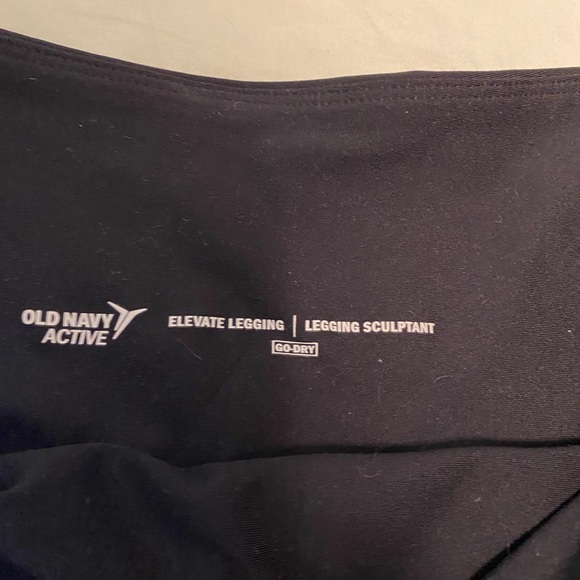 OLD NAVY
ACTIVE
ELEVATE LEGGING | LEGGING SCULPTANT
GO-DRY